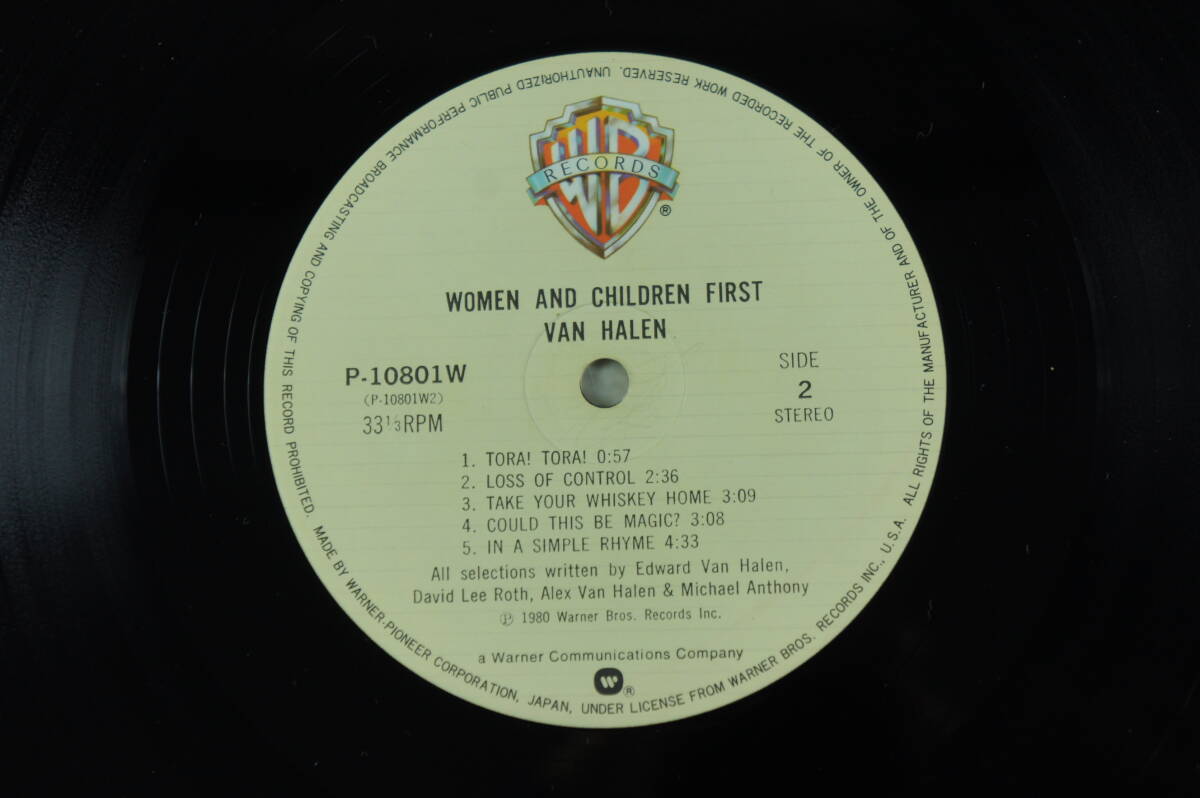 WB
RECORDS
®
WOMEN AND CHILDREN FIRST
VAN HALEN
P-10801W
(P-10801W2)
33⅓RPM
SIDE
2
STEREO
1. TORA! TORA! 0:57
2. LOSS OF CONTROL 2:36
3. TAKE YOUR WHISKEY HOME 3:09
4. COULD THIS BE MAGIC? 3:08
5. IN A SIMPLE RHYME 4:33
All selections written by Edward Van Halen,
David Lee Roth, Alex Van Halen & Michael Anthony
Ⓟ 1980 Warner Bros. Records Inc.
a Warner Communications Company
W®
MADE BY WARNER-PIONEER CORPORATION, JAPAN, UNDER LICENSE FROM WARNER BROS. RECORDS INC., U.S.A. ALL RIGHTS OF THE MANUFACTURER AND OF THE OWNER OF THE RECORDED WORK RESERVED. UNAUTHORIZED PUBLIC PERFORMANCE BROADCASTING AND COPYING OF THIS RECORD PROHIBITED.